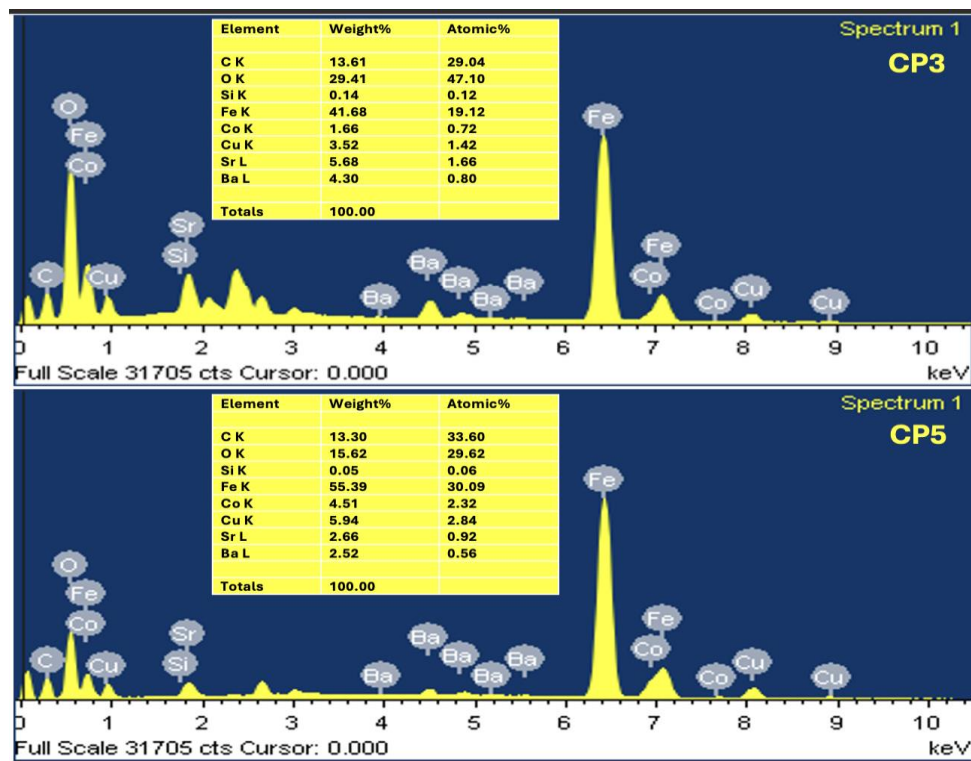 Spectrum 1
CP3
Element Weight% Atomic%
C K 13.61 29.04
O K 29.41 47.10
Si K 0.14 0.12
Fe K 41.68 19.12
Co K 1.66 0.72
Cu K 3.52 1.42
Sr L 5.68 1.66
Ba L 4.30 0.80
Totals 100.00
O
Fe
Co
C
Cu
Sr
Si
Ba
Ba
Ba
Ba
Ba
Fe
Fe
Co
Co
Cu
Cu
0 1 2 3 4 5 6 7 8 9 10
Full Scale 31705 cts Cursor: 0.000 keV
Spectrum 1
CP5
Element Weight% Atomic%
C K 13.30 33.60
O K 15.62 29.62
Si K 0.05 0.06
Fe K 55.39 30.09
Co K 4.51 2.32
Cu K 5.94 2.84
Sr L 2.66 0.92
Ba L 2.52 0.56
Totals 100.00
O
Fe
Co
C
Cu
Sr
Si
Ba
Ba
Ba
Ba
Ba
Fe
Fe
Co
Co
Cu
Cu
0 1 2 3 4 5 6 7 8 9 10
Full Scale 31705 cts Cursor: 0.000 keV